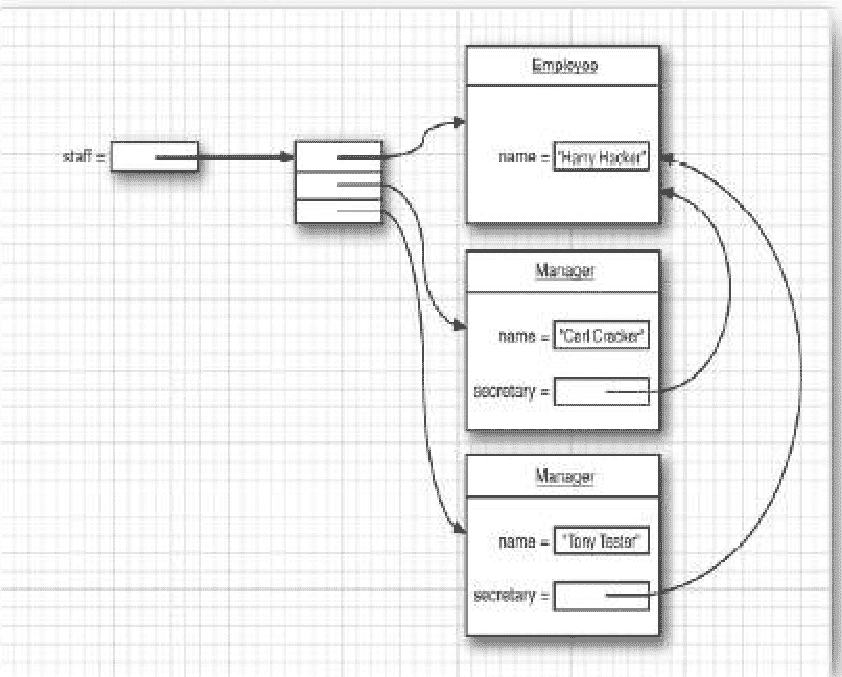 Employee
staff =
name = "Harry Hacker"
Manager
name = "Carl Cracker"
secretary =
Manager
name = "Tony Tester"
secretary =